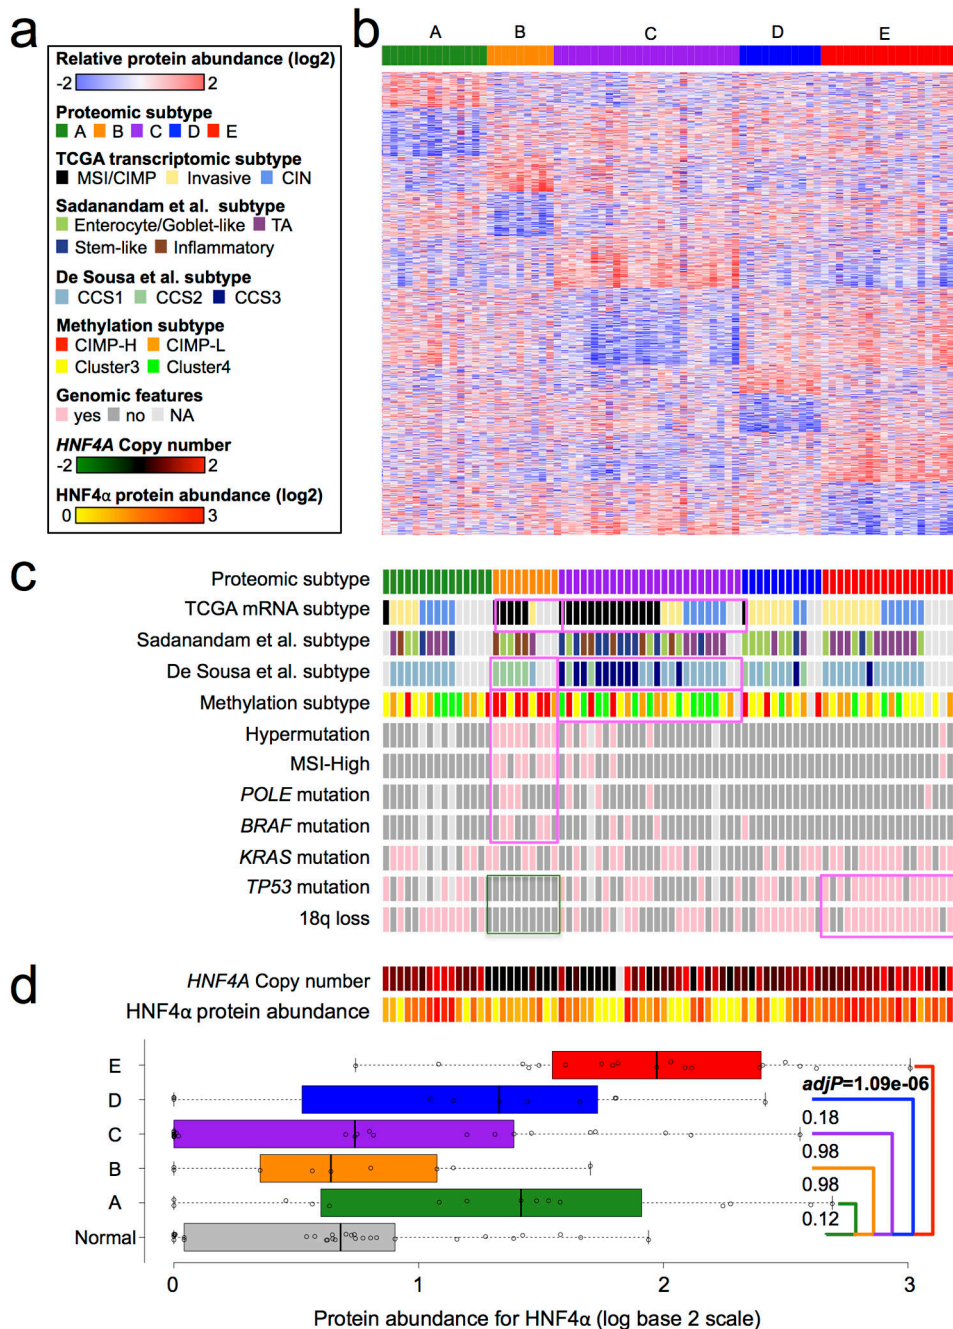 a
Relative protein abundance (log2)
-2 2
Proteomic subtype
A B C D E
TCGA transcriptomic subtype
MSI/CIMP Invasive CIN
Sadanandam et al. subtype
Enterocyte/Goblet-like TA
Stem-like Inflammatory
De Sousa et al. subtype
CCS1 CCS2 CCS3
Methylation subtype
CIMP-H CIMP-L
Cluster3 Cluster4
Genomic features
yes no NA
HNF4A Copy number
-2 2
HNF4α protein abundance (log2)
0 3
b
A B C D E
c
Proteomic subtype
TCGA mRNA subtype
Sadanandam et al. subtype
De Sousa et al. subtype
Methylation subtype
Hypermutation
MSI-High
POLE mutation
BRAF mutation
KRAS mutation
TP53 mutation
18q loss
d
HNF4A Copy number
HNF4α protein abundance
E
D
C
B
A
Normal
adjP=1.09e-06
0.18
0.98
0.98
0.12
0 1 2 3
Protein abundance for HNF4α (log base 2 scale)